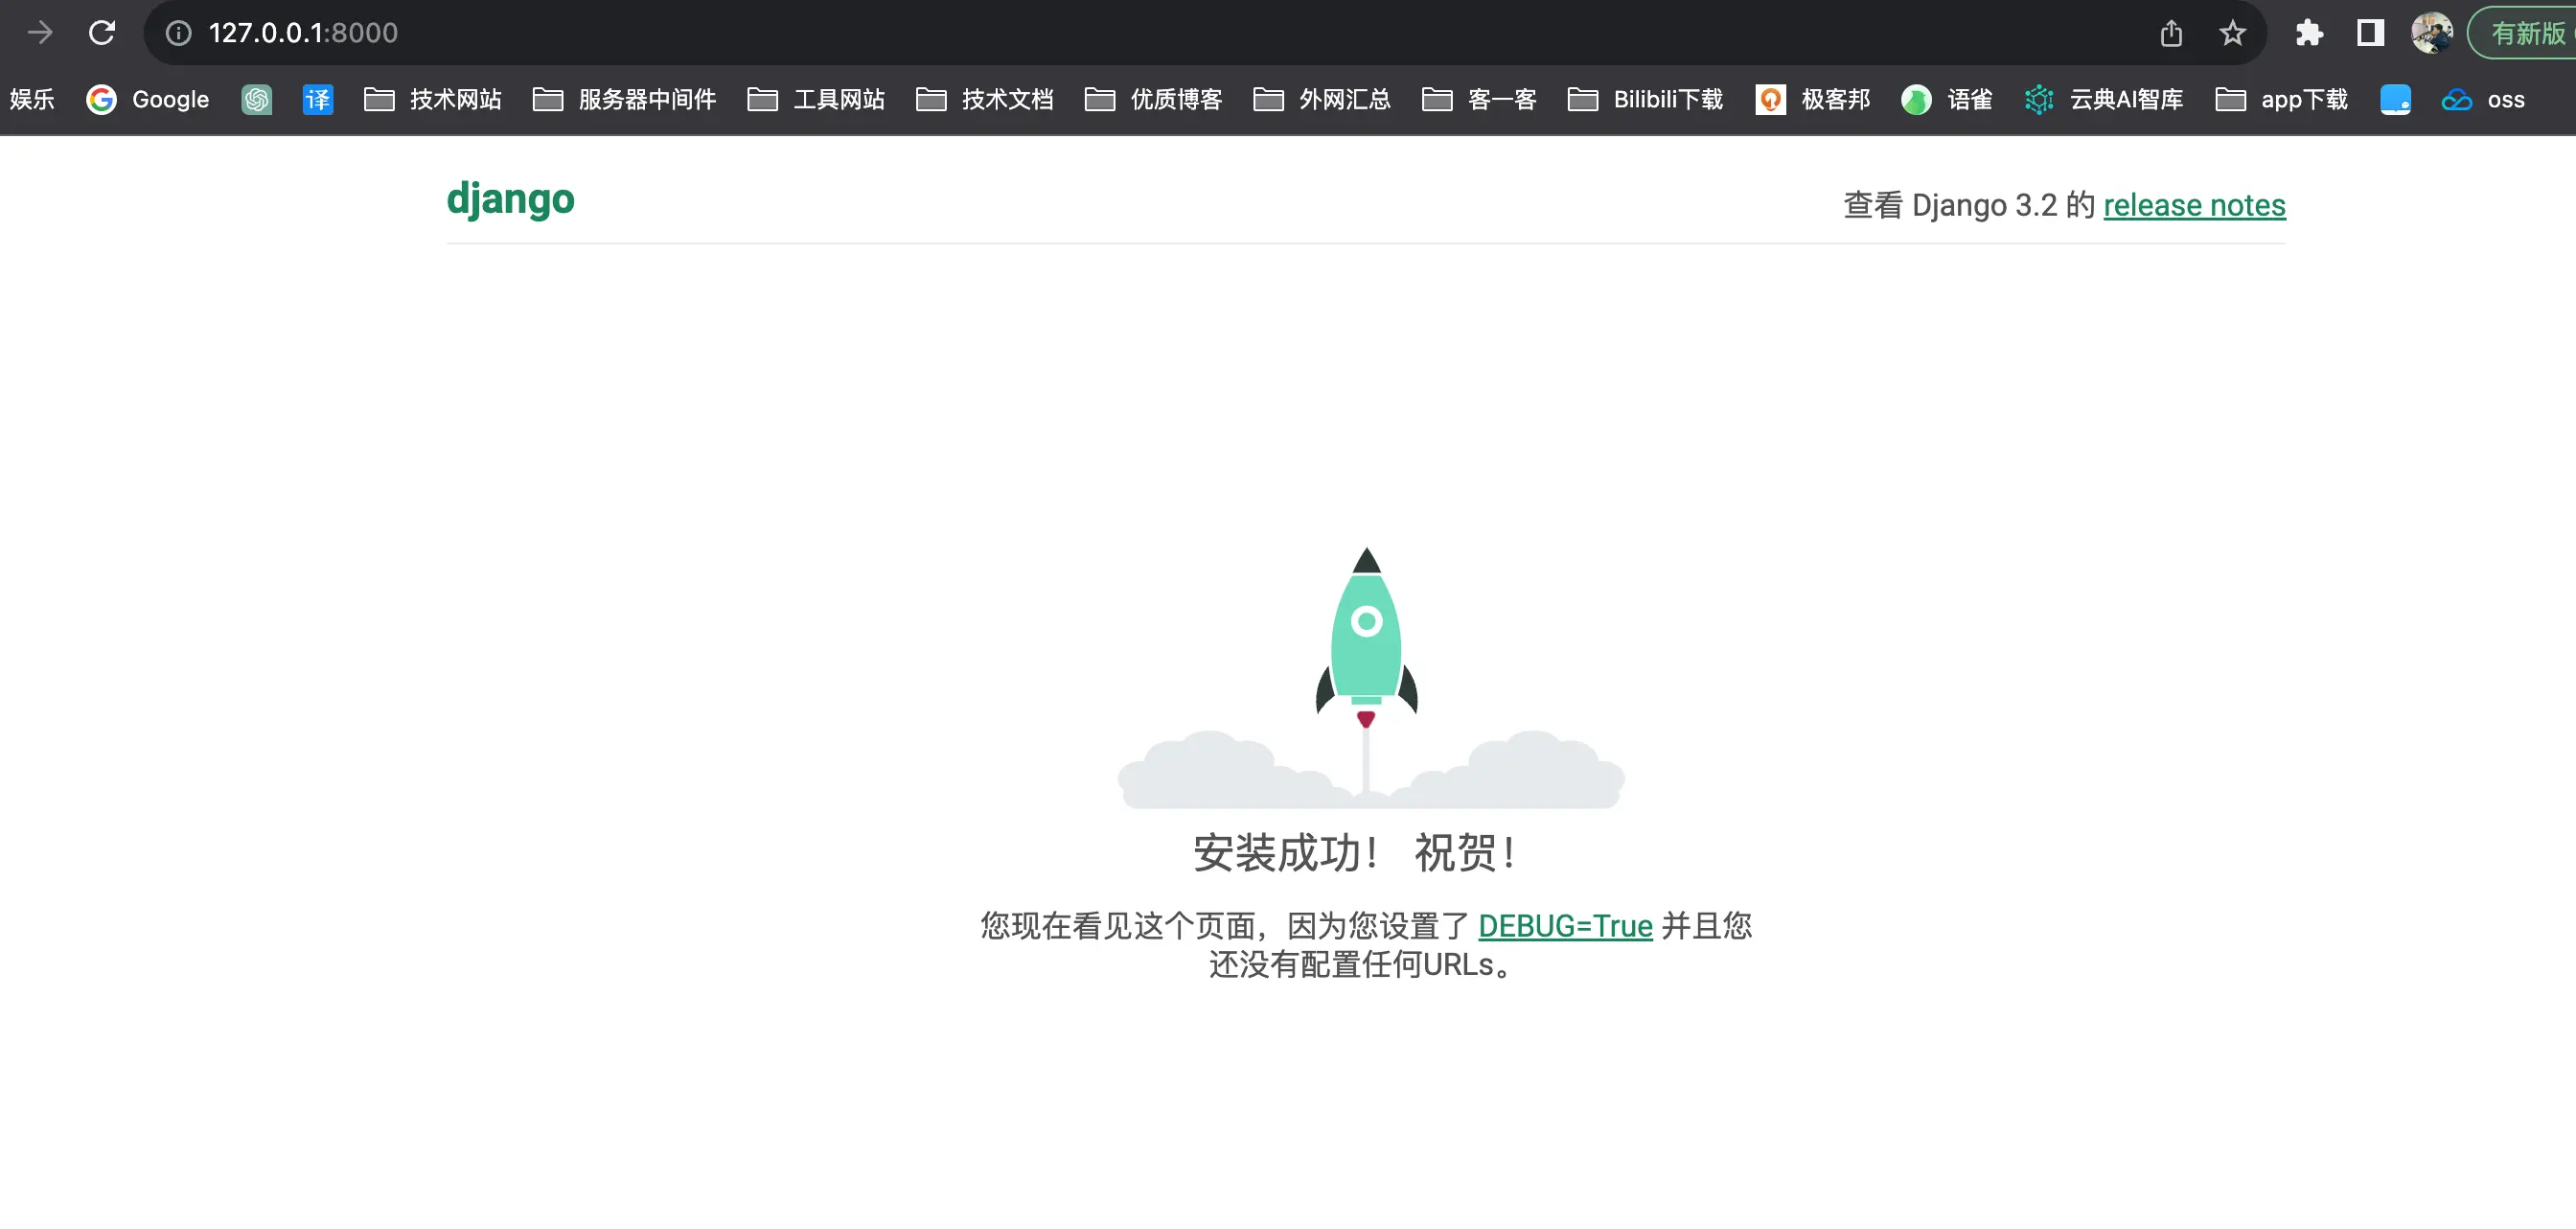 127.0.0.1:8000
有新版
娱乐 Google 译 技术网站 服务器中间件 工具网站 技术文档 优质博客 外网汇总 客一客 Bilibili下载 极客邦 语雀 云典AI智库 app下载 oss
django
查看 Django 3.2 的 release notes
安装成功！ 祝贺！
您现在看见这个页面，因为您设置了 DEBUG=True 并且您
还没有配置任何URLs。